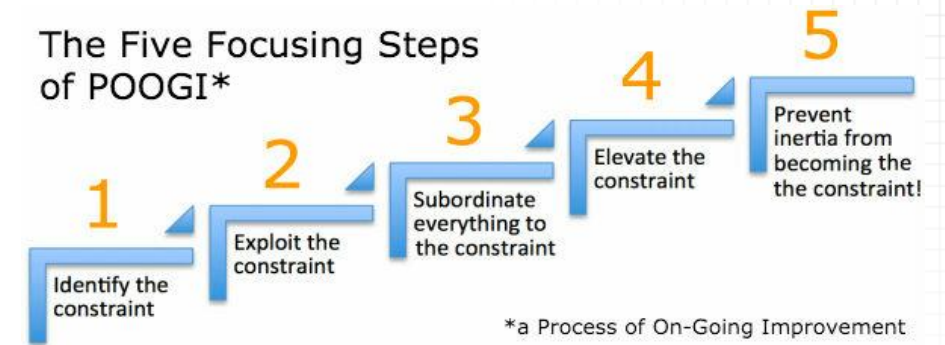 The Five Focusing Steps
of POOGI*
1
Identify the
constraint
2
Exploit the
constraint
3
Subordinate
everything to
the constraint
4
Elevate the
constraint
5
Prevent
inertia from
becoming the
the constraint!
*a Process of On-Going Improvement